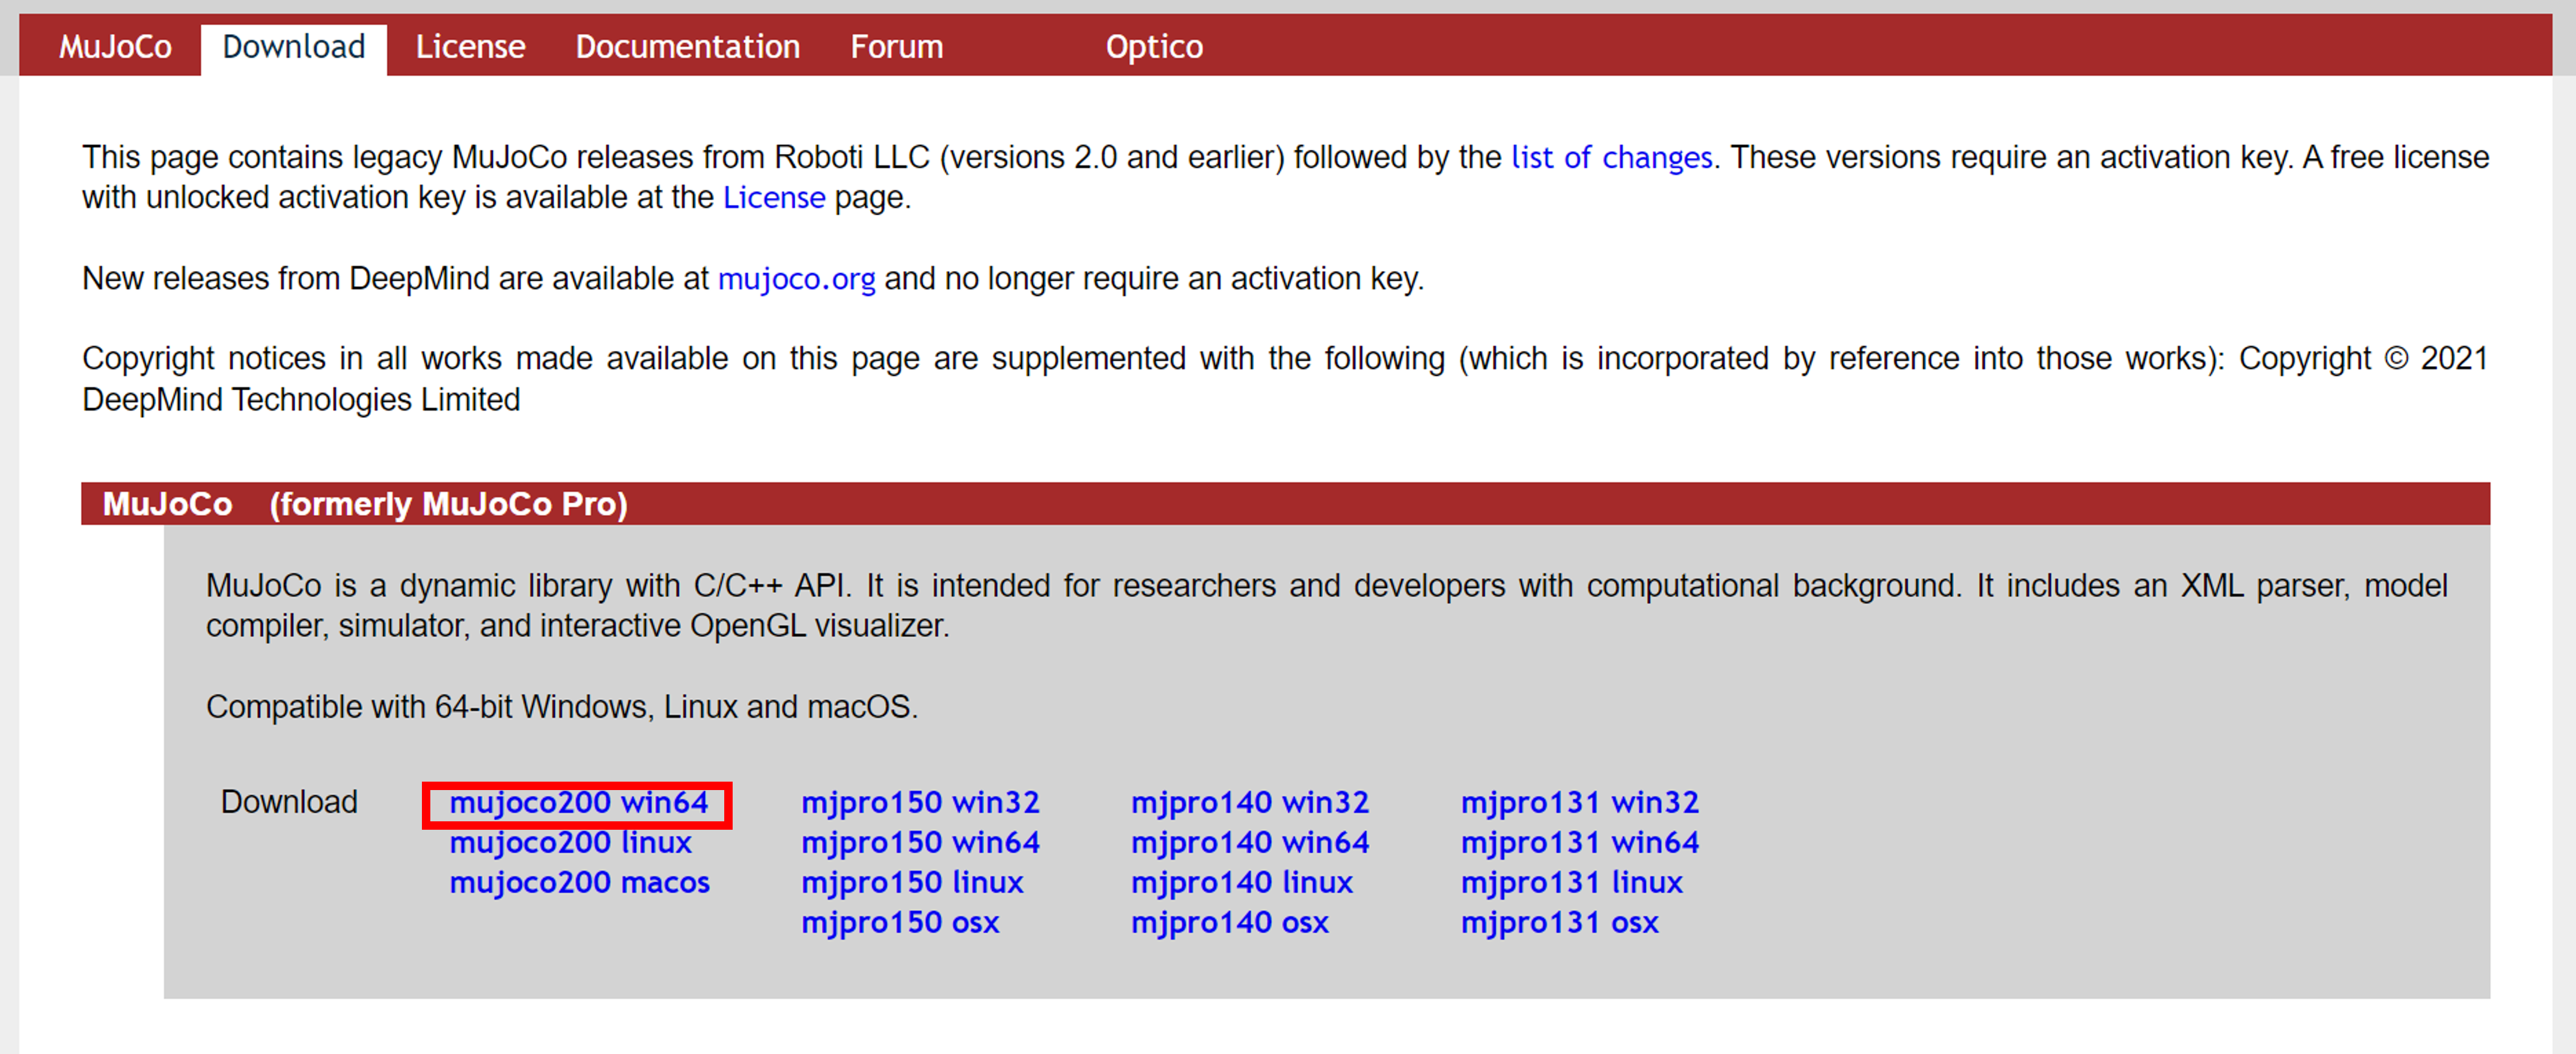 MuJoCo Download License Documentation Forum Optico
This page contains legacy MuJoCo releases from Roboti LLC (versions 2.0 and earlier) followed by the list of changes. These versions require an activation key. A free license
with unlocked activation key is available at the License page.
New releases from DeepMind are available at mujoco.org and no longer require an activation key.
Copyright notices in all works made available on this page are supplemented with the following (which is incorporated by reference into those works): Copyright © 2021
DeepMind Technologies Limited
MuJoCo (formerly MuJoCo Pro)
MuJoCo is a dynamic library with C/C++ API. It is intended for researchers and developers with computational background. It includes an XML parser, model
compiler, simulator, and interactive OpenGL visualizer.
Compatible with 64-bit Windows, Linux and macOS.
Download mujoco200 win64 mjpro150 win32 mjpro140 win32 mjpro131 win32
mujoco200 linux mjpro150 win64 mjpro140 win64 mjpro131 win64
mujoco200 macos mjpro150 linux mjpro140 linux mjpro131 linux
mjpro150 osx mjpro140 osx mjpro131 osx